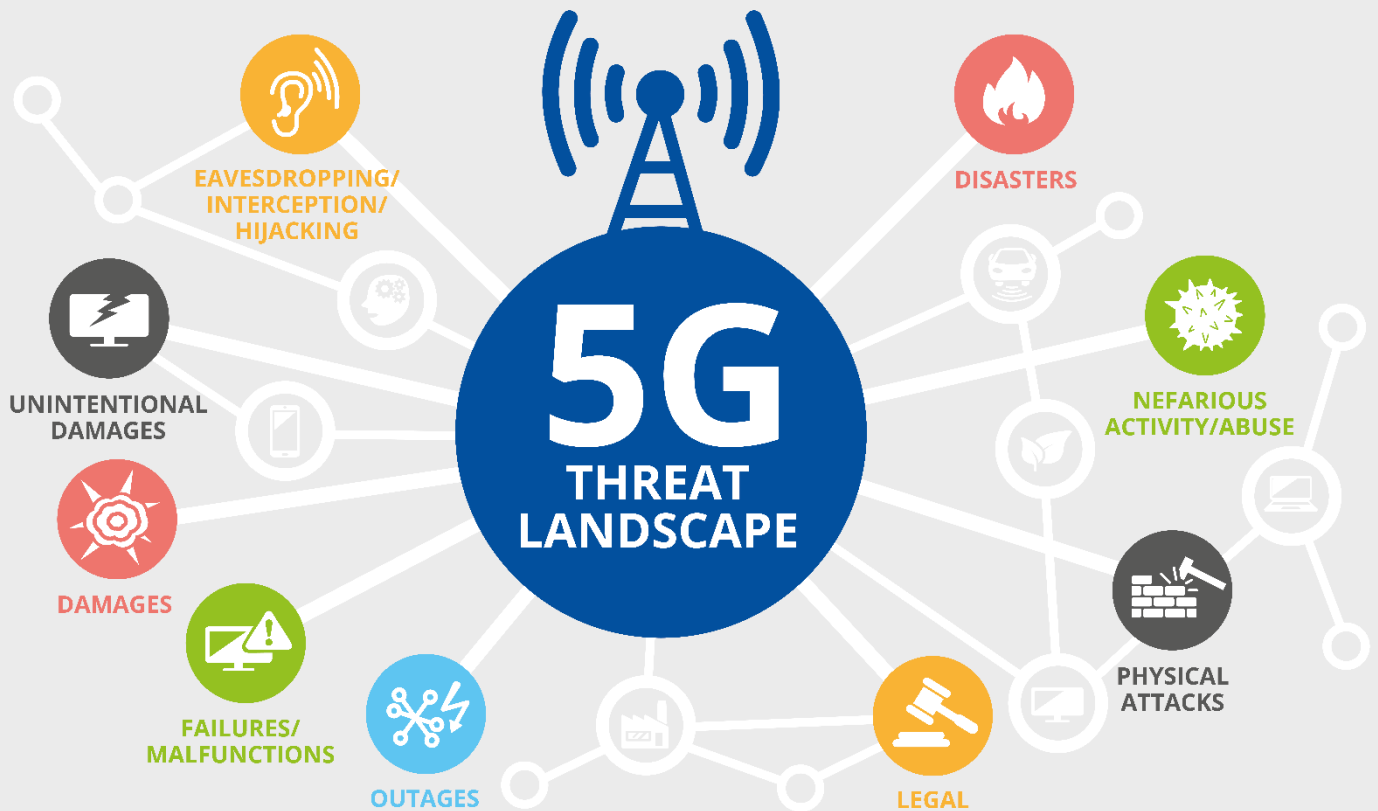 5G
THREAT
LANDSCAPE
EAVESDROPPING/
INTERCEPTION/
HIJACKING
UNINTENTIONAL
DAMAGES
DAMAGES
FAILURES/
MALFUNCTIONS
OUTAGES
DISASTERS
NEFARIOUS
ACTIVITY/ABUSE
PHYSICAL
ATTACKS
LEGAL